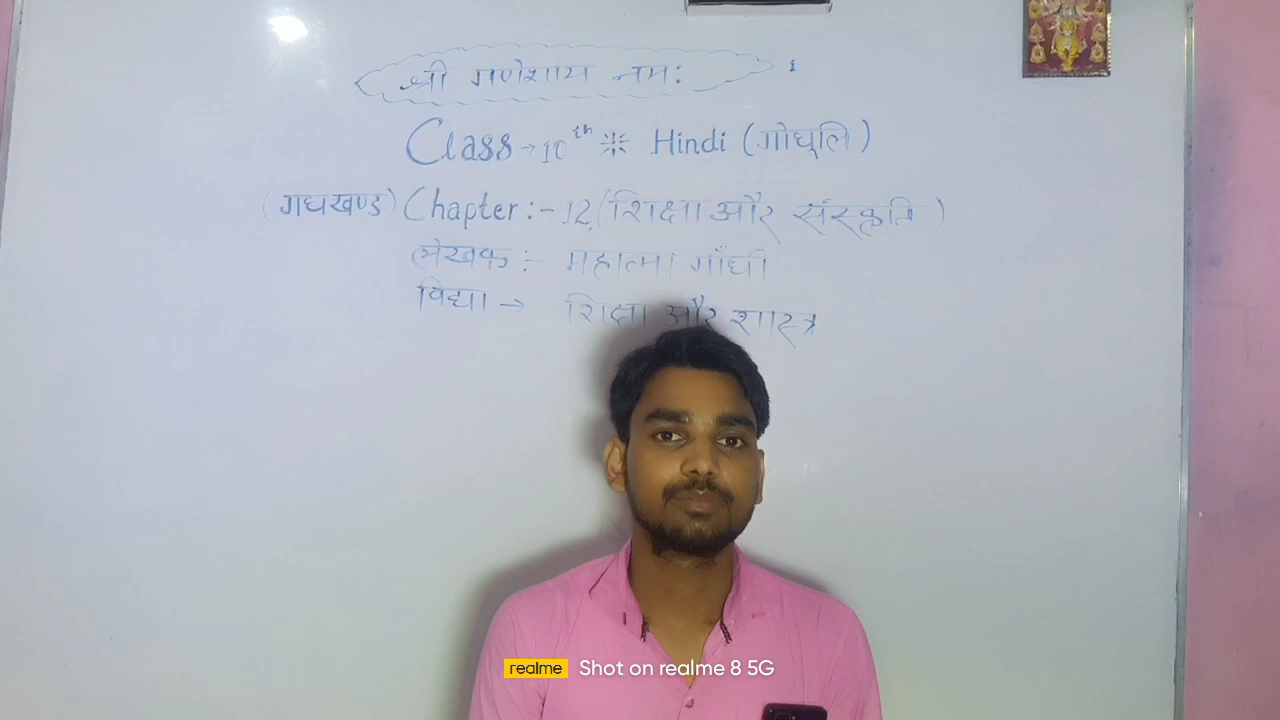 श्री गणेशाय नमः 1
Class → 10th ※ Hindi (गोधूलि)
(गद्यखण्ड) Chapter :- 12 (शिक्षा और संस्कृति)
लेखक :- महात्मा गाँधी
विद्या → शिक्षा और शास्त्र
realme Shot on realme 8 5G